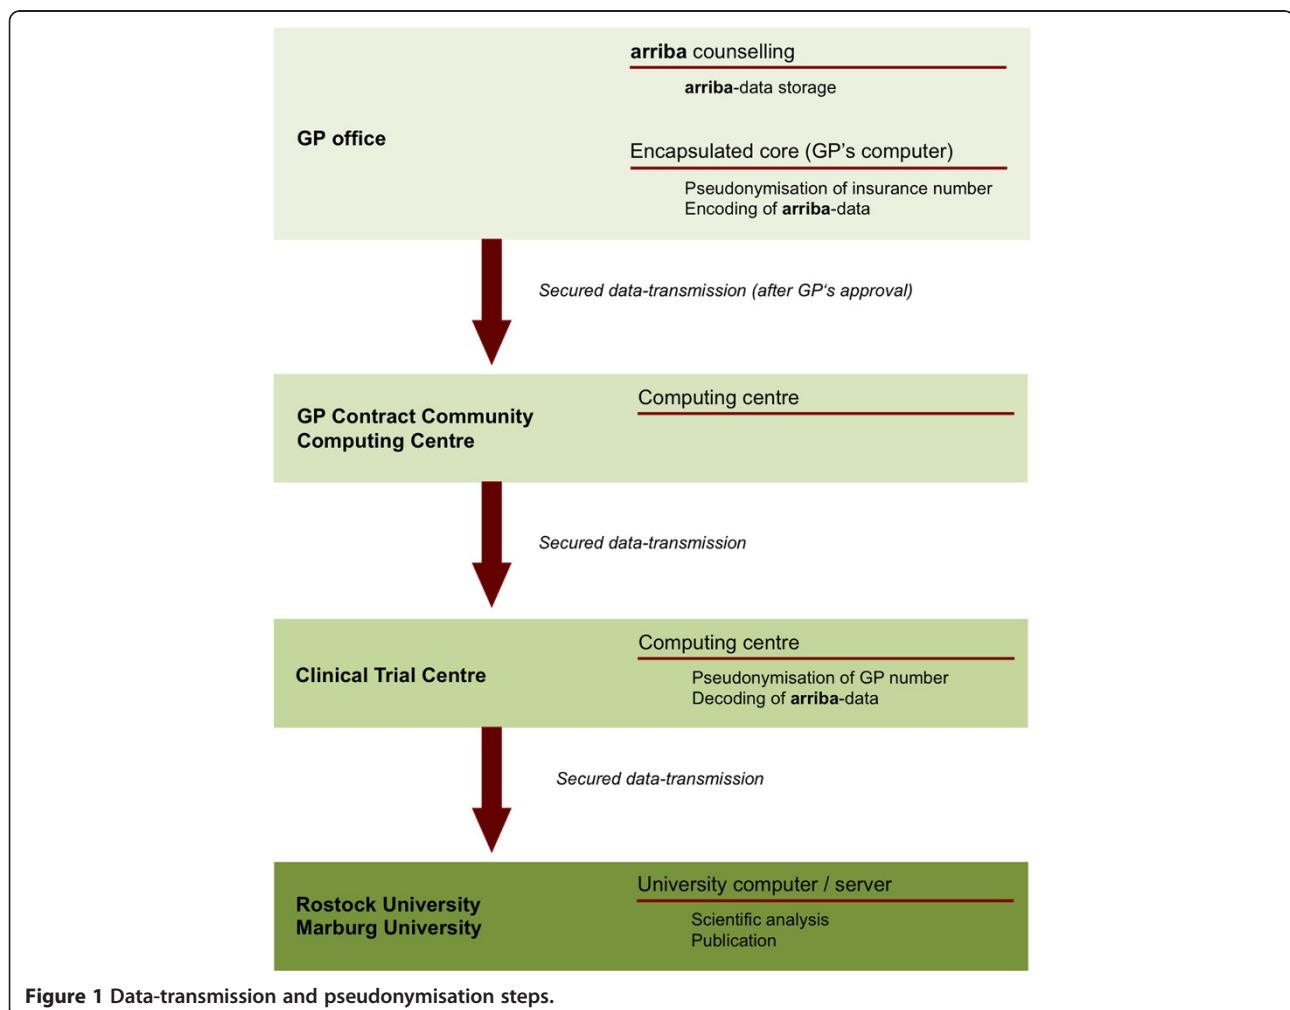 arriba counselling
arriba-data storage
GP office
Encapsulated core (GP's computer)
Pseudonymisation of insurance number
Encoding of arriba-data
Secured data-transmission (after GP‘s approval)
GP Contract Community
Computing Centre
Computing centre
Secured data-transmission
Clinical Trial Centre
Computing centre
Pseudonymisation of GP number
Decoding of arriba-data
Secured data-transmission
Rostock University
Marburg University
University computer / server
Scientific analysis
Publication
Figure 1 Data-transmission and pseudonymisation steps.